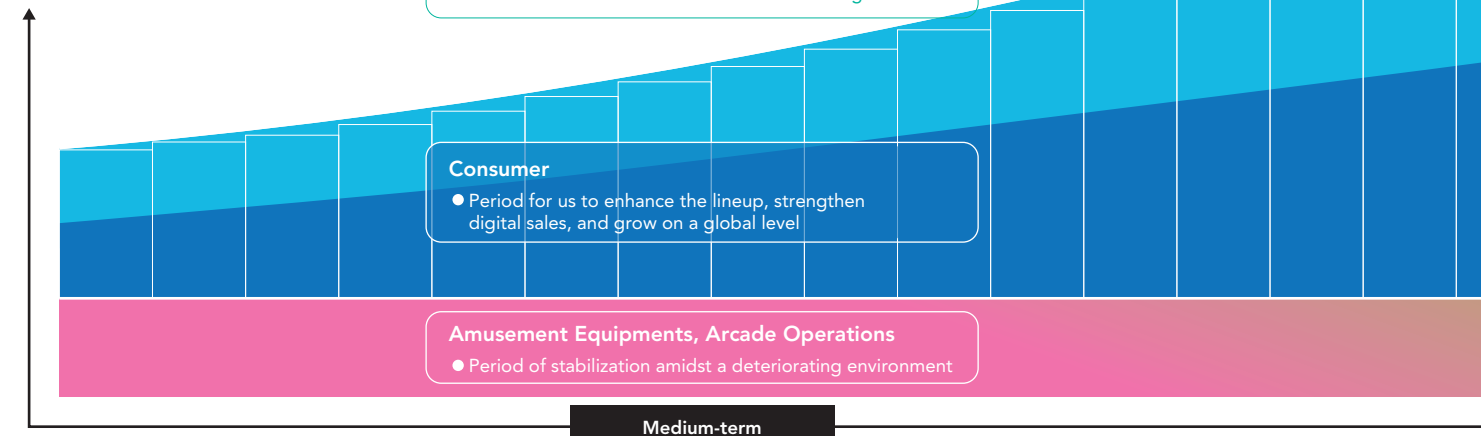 Consumer
● Period for us to enhance the lineup, strengthen
digital sales, and grow on a global level
Amusement Equipments, Arcade Operations
● Period of stabilization amidst a deteriorating environment
Medium-term